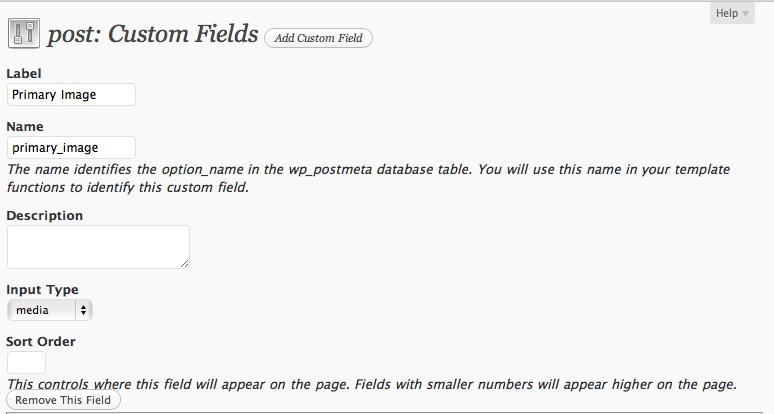 Help
post: Custom Fields Add Custom Field
Label
Primary Image
Name
primary_image
The name identifies the option_name in the wp_postmeta database table. You will use this name in your template
functions to identify this custom field.
Description
Input Type
media
Sort Order
This controls where this field will appear on the page. Fields with smaller numbers will appear higher on the page.
Remove This Field